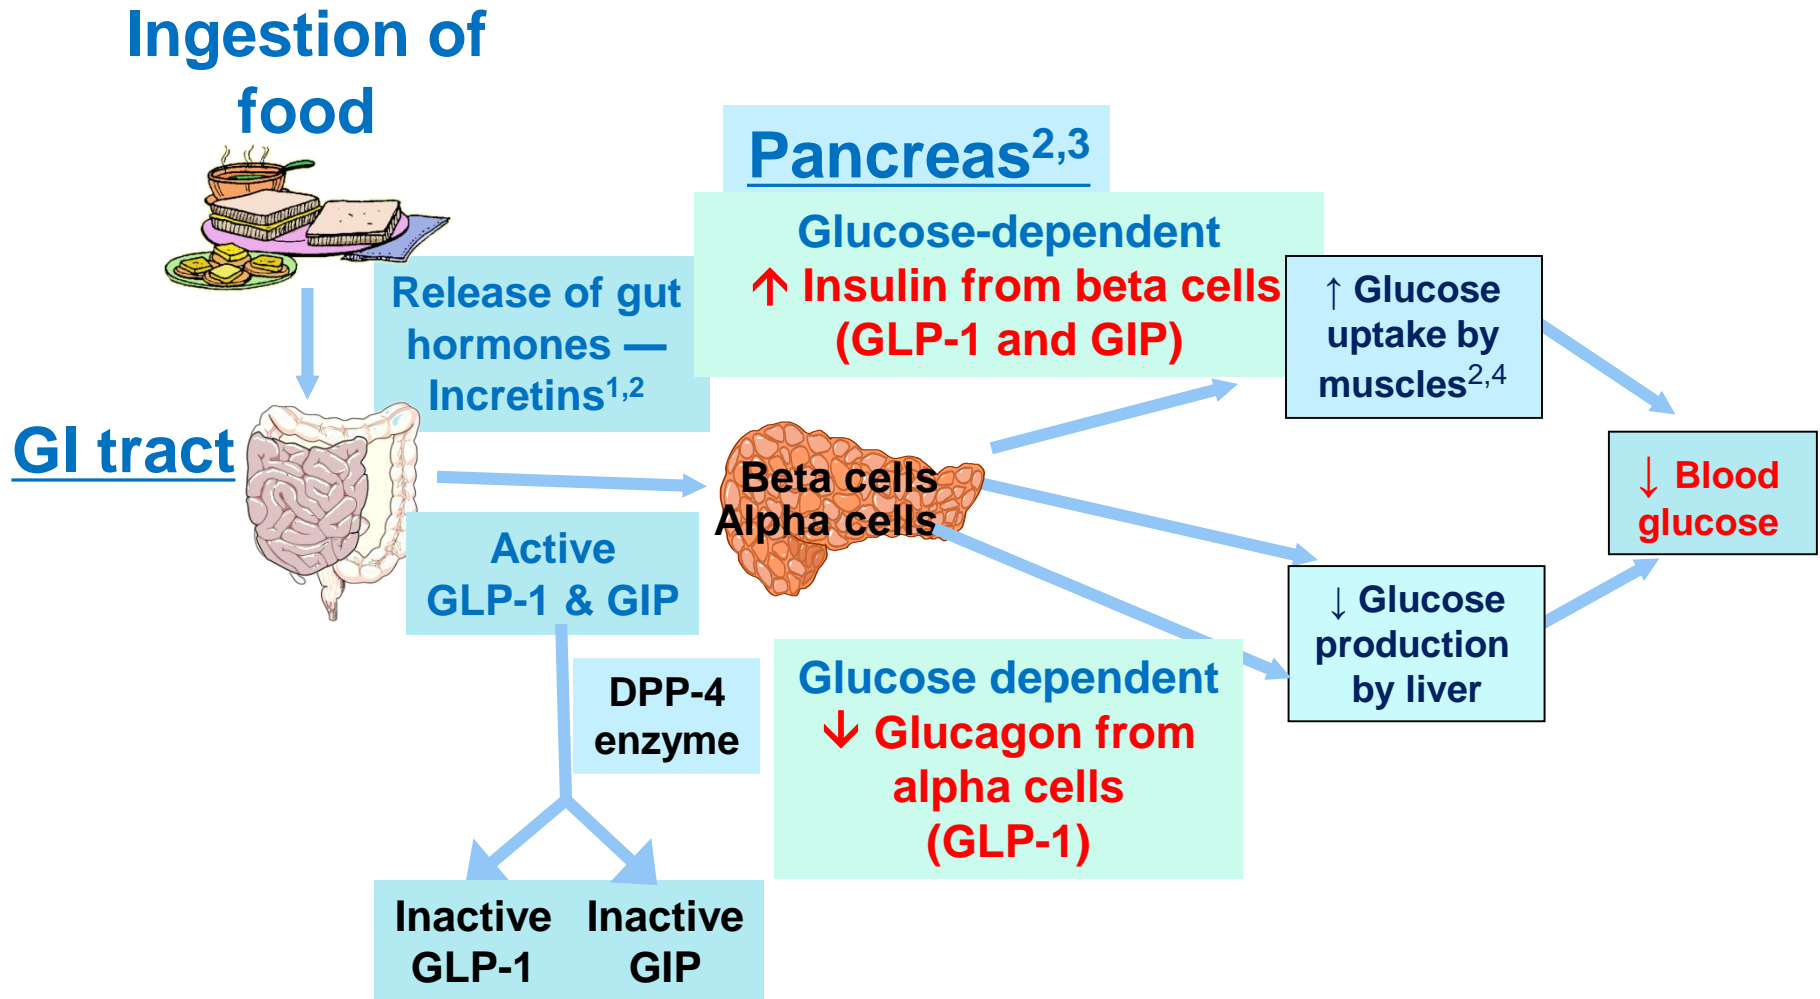 Ingestion of
food
Pancreas2,3
Glucose-dependent
↑ Insulin from beta cells
(GLP-1 and GIP)
Release of gut
hormones —
Incretins1,2
↑ Glucose
uptake by
muscles2,4
GI tract
Beta cells
Alpha cells
↓ Blood
glucose
Active
GLP-1 & GIP
↓ Glucose
production
by liver
DPP-4
enzyme
Glucose dependent
↓ Glucagon from
alpha cells
(GLP-1)
Inactive
GLP-1
Inactive
GIP